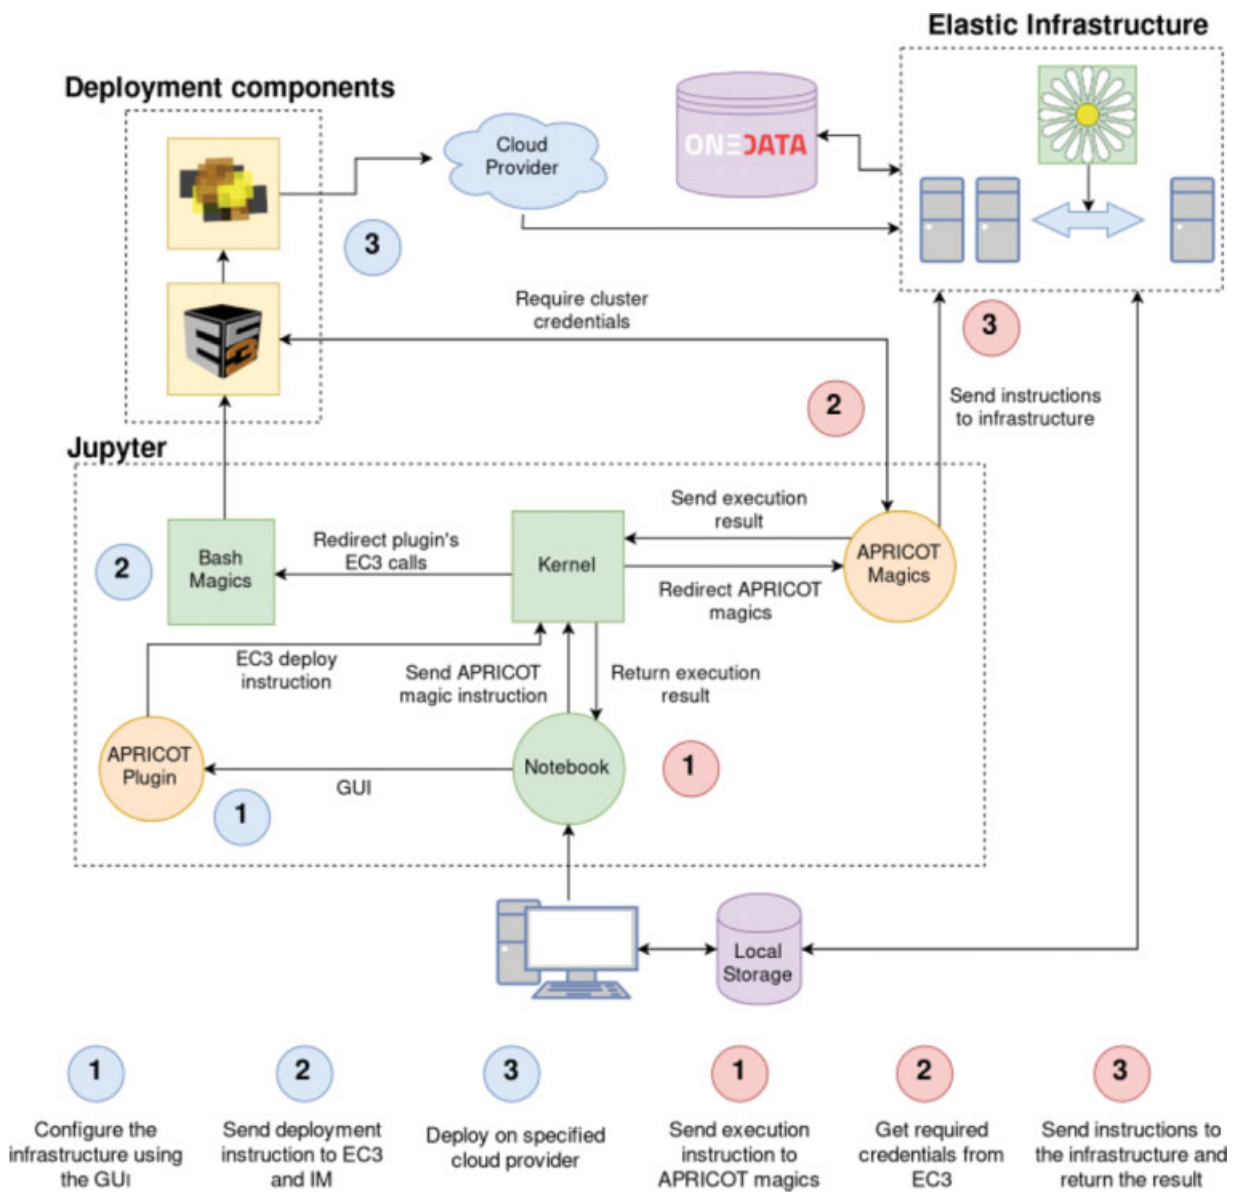 Elastic Infrastructure
Deployment components
Cloud
Provider
ONEDATA
3
Require cluster
credentials
3
EC3
2
Send instructions
to infrastructure
Jupyter
Send execution
result
Redirect plugin's
EC3 calls
Bash
Magics
Kernel
APRICOT
Magics
2
Redirect APRICOT
magics
EC3 deploy
instruction
Send APRICOT
magic instruction
Return execution
result
APRICOT
Plugin
Notebook
1
GUI
1
Local
Storage
1
2
3
1
2
3
Configure the
infrastructure using
the GUI
Send deployment
instruction to EC3
and IM
Deploy on specified
cloud provider
Send execution
instruction to
APRICOT magics
Get required
credentials from
EC3
Send instructions to
the infrastructure and
return the result